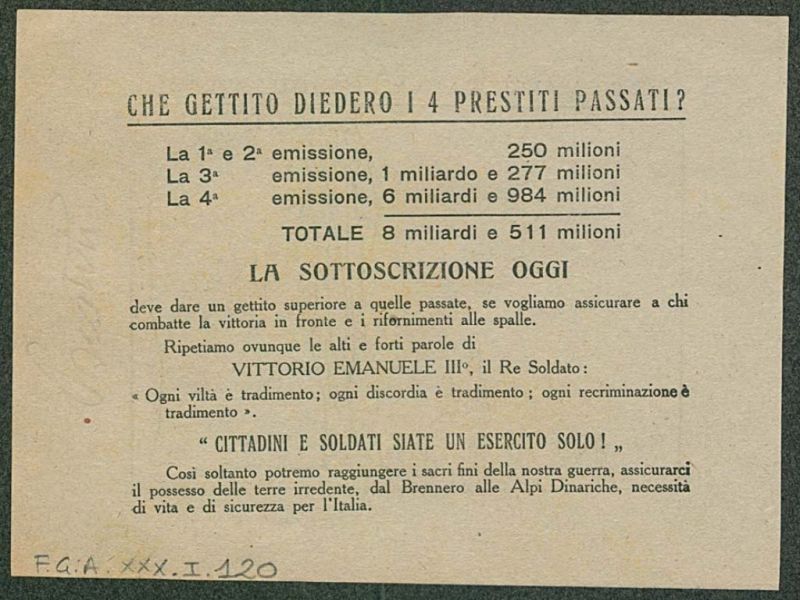 CHE GETTITO DIEDERO I 4 PRESTITI PASSATI?
La 1ª e 2ª emissione, 250 milioni
La 3ª emissione, 1 miliardo e 277 milioni
La 4ª emissione, 6 miliardi e 984 milioni
TOTALE 8 miliardi e 511 milioni
LA SOTTOSCRIZIONE OGGI
deve dare un gettito superiore a quelle passate, se vogliamo assicurare a chi
combatte la vittoria in fronte e i rifornimenti alle spalle.
Ripetiamo ovunque le alti e forti parole di
VITTORIO EMANUELE IIIº, il Re Soldato:
« Ogni viltà è tradimento; ogni discordia è tradimento; ogni recriminazione è
tradimento ».
“ CITTADINI E SOLDATI SIATE UN ESERCITO SOLO! „
Così soltanto potremo raggiungere i sacri fini della nostra guerra, assicurarci
il possesso delle terre irredente, dal Brennero alle Alpi Dinariche, necessità
di vita e di sicurezza per l'Italia.
F.G.A. XXX.I.120